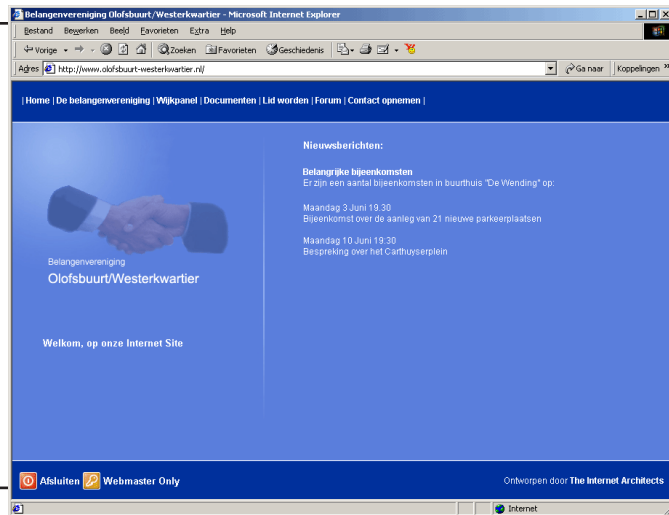 Belangenvereniging Olofsbuurt/Westerkwartier - Microsoft Internet Explorer
Bestand Bewerken Beeld Favorieten Extra Help
Vorige Zoeken Favorieten Geschiedenis
Adres http://www.olofsbuurt-westerkwartier.nl/ Ga naar Koppelingen »
| Home | De belangenvereniging | Wijkpanel | Documenten | Lid worden | Forum | Contact opnemen |
Nieuwsberichten:
Belangrijke bijeenkomsten
Er zijn een aantal bijeenkomsten in buurthuis "De Wending" op:
Maandag 3 Juni 19.30
Bijeenkomst over de aanleg van 21 nieuwe parkeerplaatsen
Maandag 10 Juni 19:30
Bespreking over het Carthuyserplein
Belangenvereniging
Olofsbuurt/Westerkwartier
Welkom, op onze Internet Site
Afsluiten Webmaster Only Ontworpen door The Internet Architects
Internet